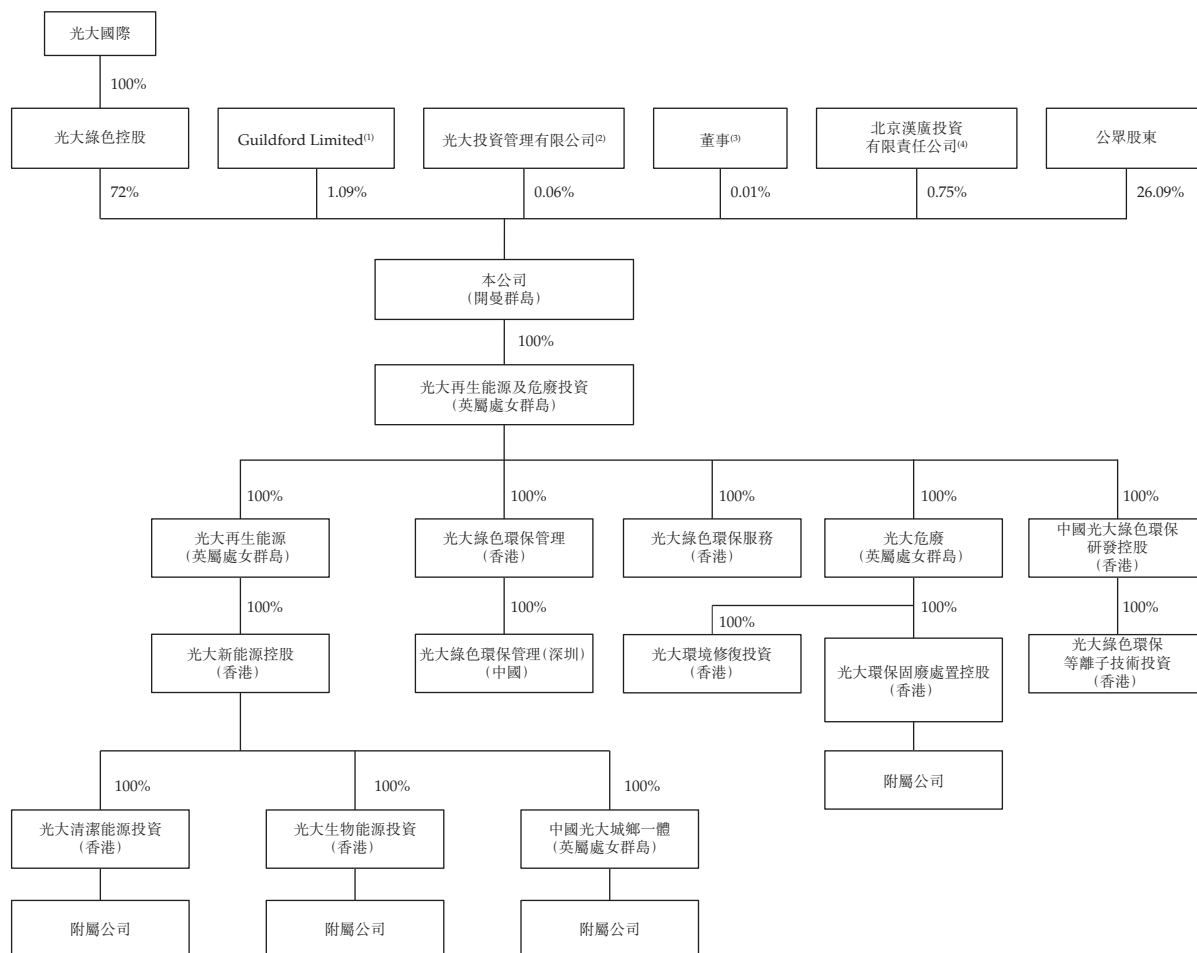 光大國際
100%
光大綠色控股
Guildford Limited(1)
光大投資管理有限公司(2)
董事(3)
北京漢廣投資
有限責任公司(4)
公眾股東
72%
1.09%
0.06%
0.01%
0.75%
26.09%
本公司
(開曼群島)
100%
光大再生能源及危廢投資
(英屬處女群島)
100%
100%
100%
100%
100%
光大再生能源
(英屬處女群島)
光大綠色環保管理
(香港)
光大綠色環保服務
(香港)
光大危廢
(英屬處女群島)
中國光大綠色環保
研發控股
(香港)
100%
100%
100%
100%
100%
光大新能源控股
(香港)
光大綠色環保管理(深圳)
(中國)
光大環境修復投資
(香港)
光大環保固廢處置控股
(香港)
光大綠色環保
等離子技術投資
(香港)
附屬公司
100%
100%
100%
光大清潔能源投資
(香港)
光大生物能源投資
(香港)
中國光大城鄉一體
(英屬處女群島)
附屬公司
附屬公司
附屬公司